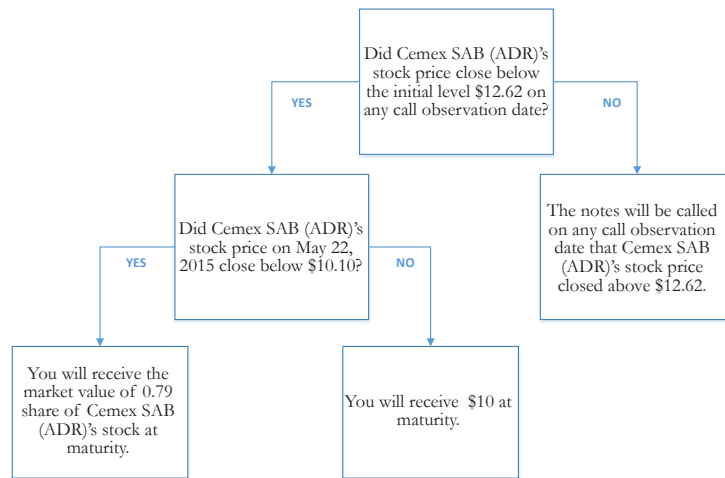 Did Cemex SAB (ADR)’s
stock price close below
the initial level $12.62 on
any call observation date?
YES
NO
Did Cemex SAB (ADR)’s
stock price on May 22,
2015 close below $10.10?
The notes will be called
on any call observation
date that Cemex SAB
(ADR)’s stock price
closed above $12.62.
YES
NO
You will receive the
market value of 0.79
share of Cemex SAB
(ADR)’s stock at
maturity.
You will receive $10 at
maturity.